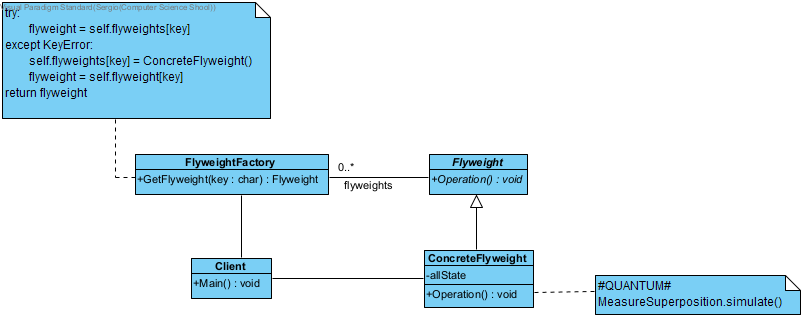 Visual Paradigm Standard(Sergio(Computer Science Shool))
try:
flyweight = self.flyweights[key]
except KeyError:
self.flyweights[key] = ConcreteFlyweight()
flyweight = self.flyweight[key]
return flyweight
FlyweightFactory
+GetFlyweight(key : char) : Flyweight
0..*
flyweights
Flyweight
+Operation() : void
Client
+Main() : void
ConcreteFlyweight
-allState
+Operation() : void
#QUANTUM#
MeasureSuperposition.simulate()